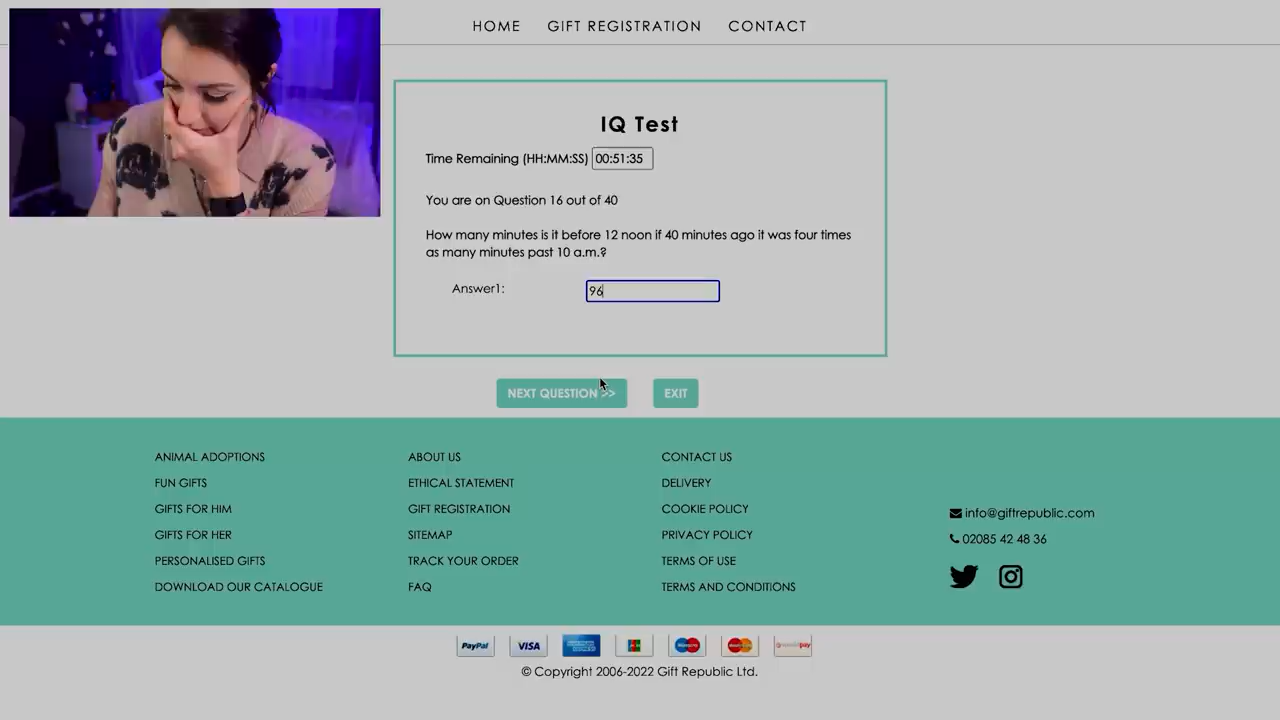 HOME GIFT REGISTRATION CONTACT
IQ Test
Time Remaining (HH:MM:SS) 00:51:35
You are on Question 16 out of 40
How many minutes is it before 12 noon if 40 minutes ago it was four times
as many minutes past 10 a.m.?
Answer1: 96
NEXT QUESTION >> EXIT
ANIMAL ADOPTIONS
FUN GIFTS
GIFTS FOR HIM
GIFTS FOR HER
PERSONALISED GIFTS
DOWNLOAD OUR CATALOGUE
ABOUT US
ETHICAL STATEMENT
GIFT REGISTRATION
SITEMAP
TRACK YOUR ORDER
FAQ
CONTACT US
DELIVERY
COOKIE POLICY
PRIVACY POLICY
TERMS OF USE
TERMS AND CONDITIONS
info@giftrepublic.com
02085 42 48 36
PayPal VISA
© Copyright 2006-2022 Gift Republic Ltd.